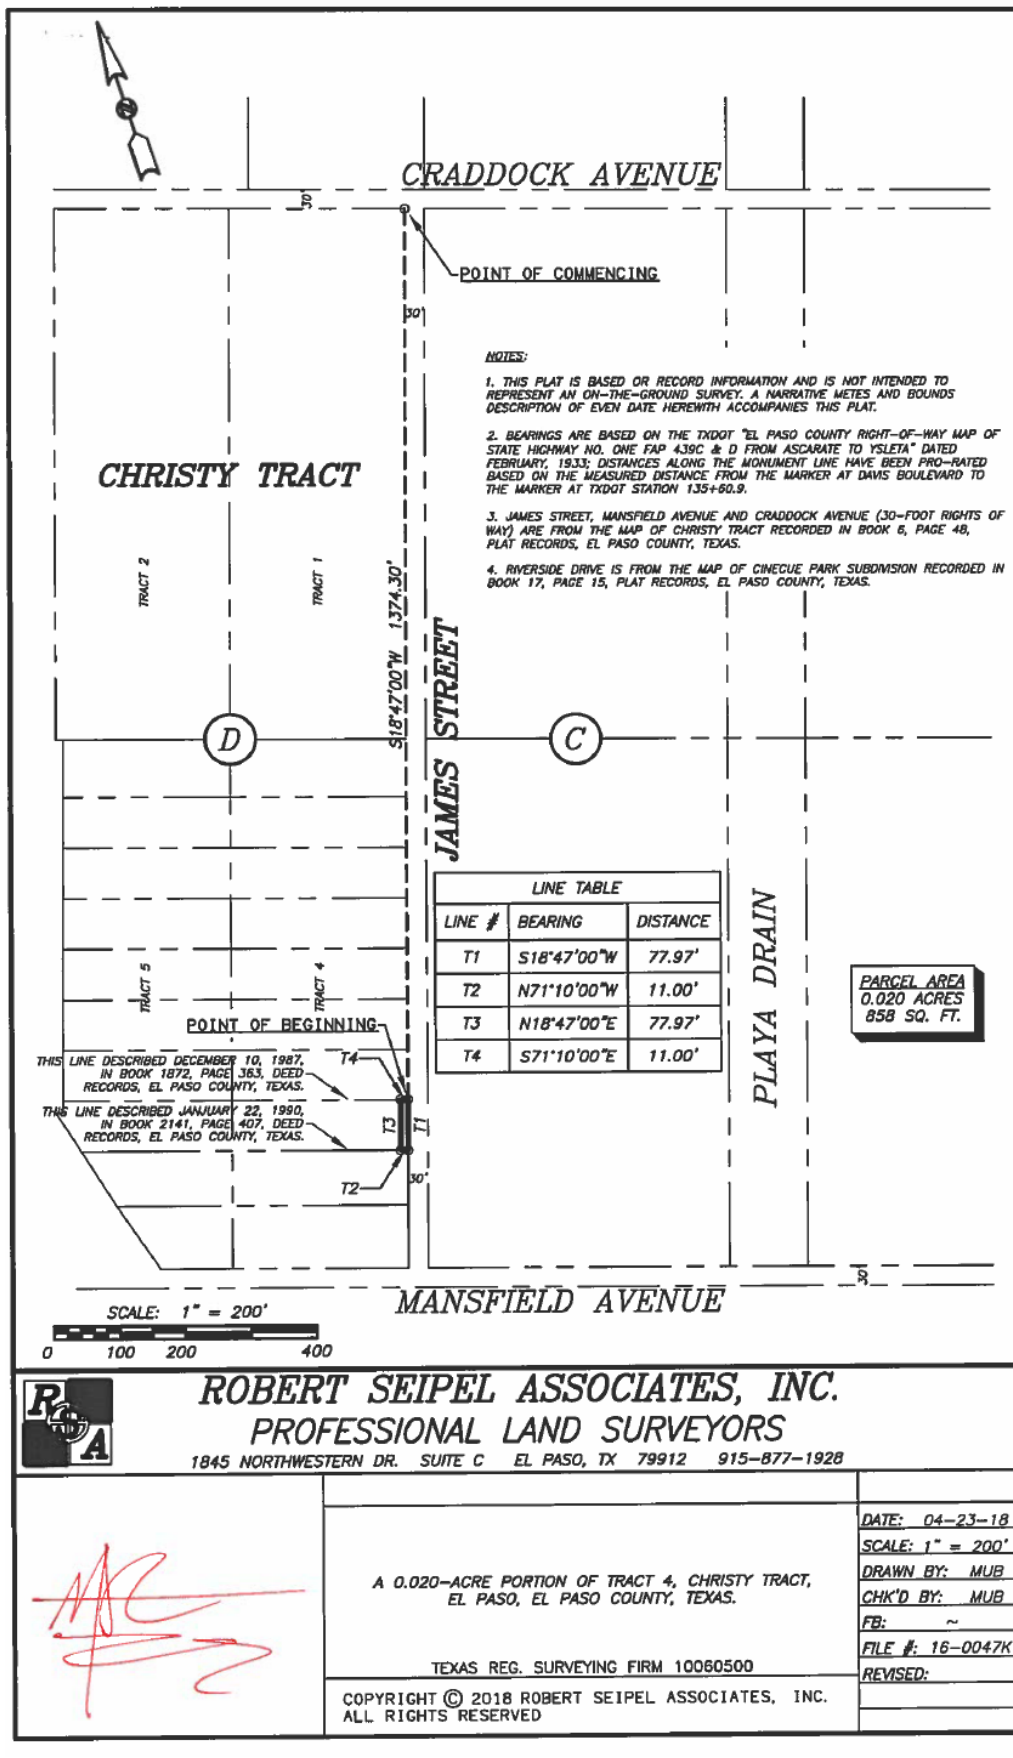 CRADDOCK AVENUE
30'
POINT OF COMMENCING
30'
NOTES:
1. THIS PLAT IS BASED OR RECORD INFORMATION AND IS NOT INTENDED TO
REPRESENT AN ON-THE-GROUND SURVEY. A NARRATIVE METES AND BOUNDS
DESCRIPTION OF EVEN DATE HEREWITH ACCOMPANIES THIS PLAT.
2. BEARINGS ARE BASED ON THE TXDOT "EL PASO COUNTY RIGHT-OF-WAY MAP OF
STATE HIGHWAY NO. ONE FAP 439C & D FROM ASCARATE TO YSLETA" DATED
FEBRUARY, 1933; DISTANCES ALONG THE MONUMENT LINE HAVE BEEN PRO-RATED
BASED ON THE MEASURED DISTANCE FROM THE MARKER AT DAVIS BOULEVARD TO
THE MARKER AT TXDOT STATION 135+60.9.
3. JAMES STREET, MANSFIELD AVENUE AND CRADDOCK AVENUE (30-FOOT RIGHTS OF
WAY) ARE FROM THE MAP OF CHRISTY TRACT RECORDED IN BOOK 6, PAGE 48,
PLAT RECORDS, EL PASO COUNTY, TEXAS.
4. RIVERSIDE DRIVE IS FROM THE MAP OF CINECUE PARK SUBDIVISION RECORDED IN
BOOK 17, PAGE 15, PLAT RECORDS, EL PASO COUNTY, TEXAS.
CHRISTY TRACT
TRACT 2
TRACT 1
S18°47'00"W 1374.30'
JAMES STREET
D
C
LINE TABLE
LINE # BEARING DISTANCE
T1 S18°47'00"W 77.97'
T2 N71°10'00"W 11.00'
T3 N18°47'00"E 77.97'
T4 S71°10'00"E 11.00'
PLAYA DRAIN
PARCEL AREA
0.020 ACRES
858 SQ. FT.
TRACT 5
TRACT 4
POINT OF BEGINNING
T4
THIS LINE DESCRIBED DECEMBER 10, 1987,
IN BOOK 1872, PAGE 363, DEED
RECORDS, EL PASO COUNTY, TEXAS.
THIS LINE DESCRIBED JANJUARY 22, 1990,
IN BOOK 2141, PAGE 407, DEED
RECORDS, EL PASO COUNTY, TEXAS.
T3
T1
T2
30'
30'
MANSFIELD AVENUE
SCALE: 1" = 200'
0 100 200 400
RSA
ROBERT SEIPEL ASSOCIATES, INC.
PROFESSIONAL LAND SURVEYORS
1845 NORTHWESTERN DR. SUITE C EL PASO, TX 79912 915-877-1928
A 0.020-ACRE PORTION OF TRACT 4, CHRISTY TRACT,
EL PASO, EL PASO COUNTY, TEXAS.
TEXAS REG. SURVEYING FIRM 10060500
COPYRIGHT © 2018 ROBERT SEIPEL ASSOCIATES, INC.
ALL RIGHTS RESERVED
DATE: 04-23-18
SCALE: 1" = 200'
DRAWN BY: MUB
CHK'D BY: MUB
FB: ~
FILE #: 16-0047K
REVISED: